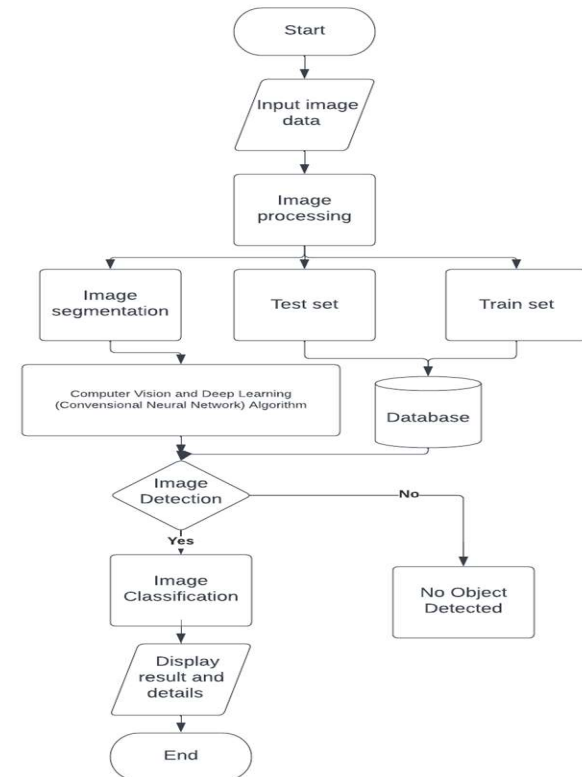 Start
Input image
data
Image
processing
Image
segmentation
Test set
Train set
Computer Vision and Deep Learning
(Convensional Neural Network) Algorithm
Database
Image
Detection
No
Yes
Image
Classification
No Object
Detected
Display
result and
details
End